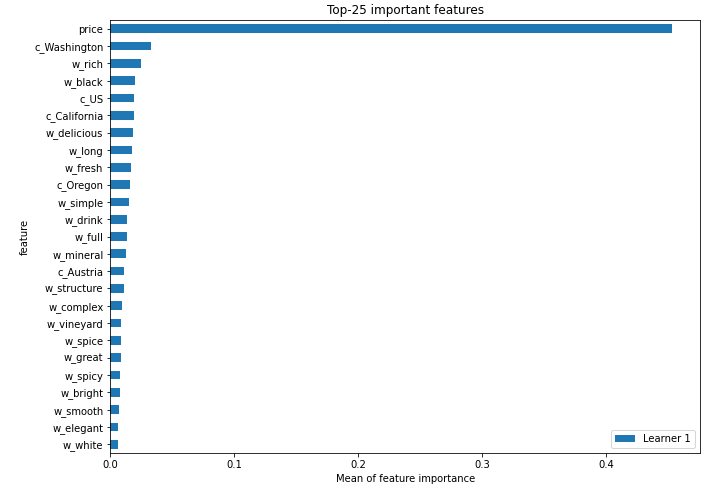 Top-25 important features
price
c_Washington
w_rich
w_black
c_US
c_California
w_delicious
w_long
w_fresh
c_Oregon
w_simple
w_drink
w_full
w_mineral
c_Austria
w_structure
w_complex
w_vineyard
w_spice
w_great
w_spicy
w_bright
w_smooth
w_elegant
w_white
feature
Learner 1
0.0 0.1 0.2 0.3 0.4
Mean of feature importance